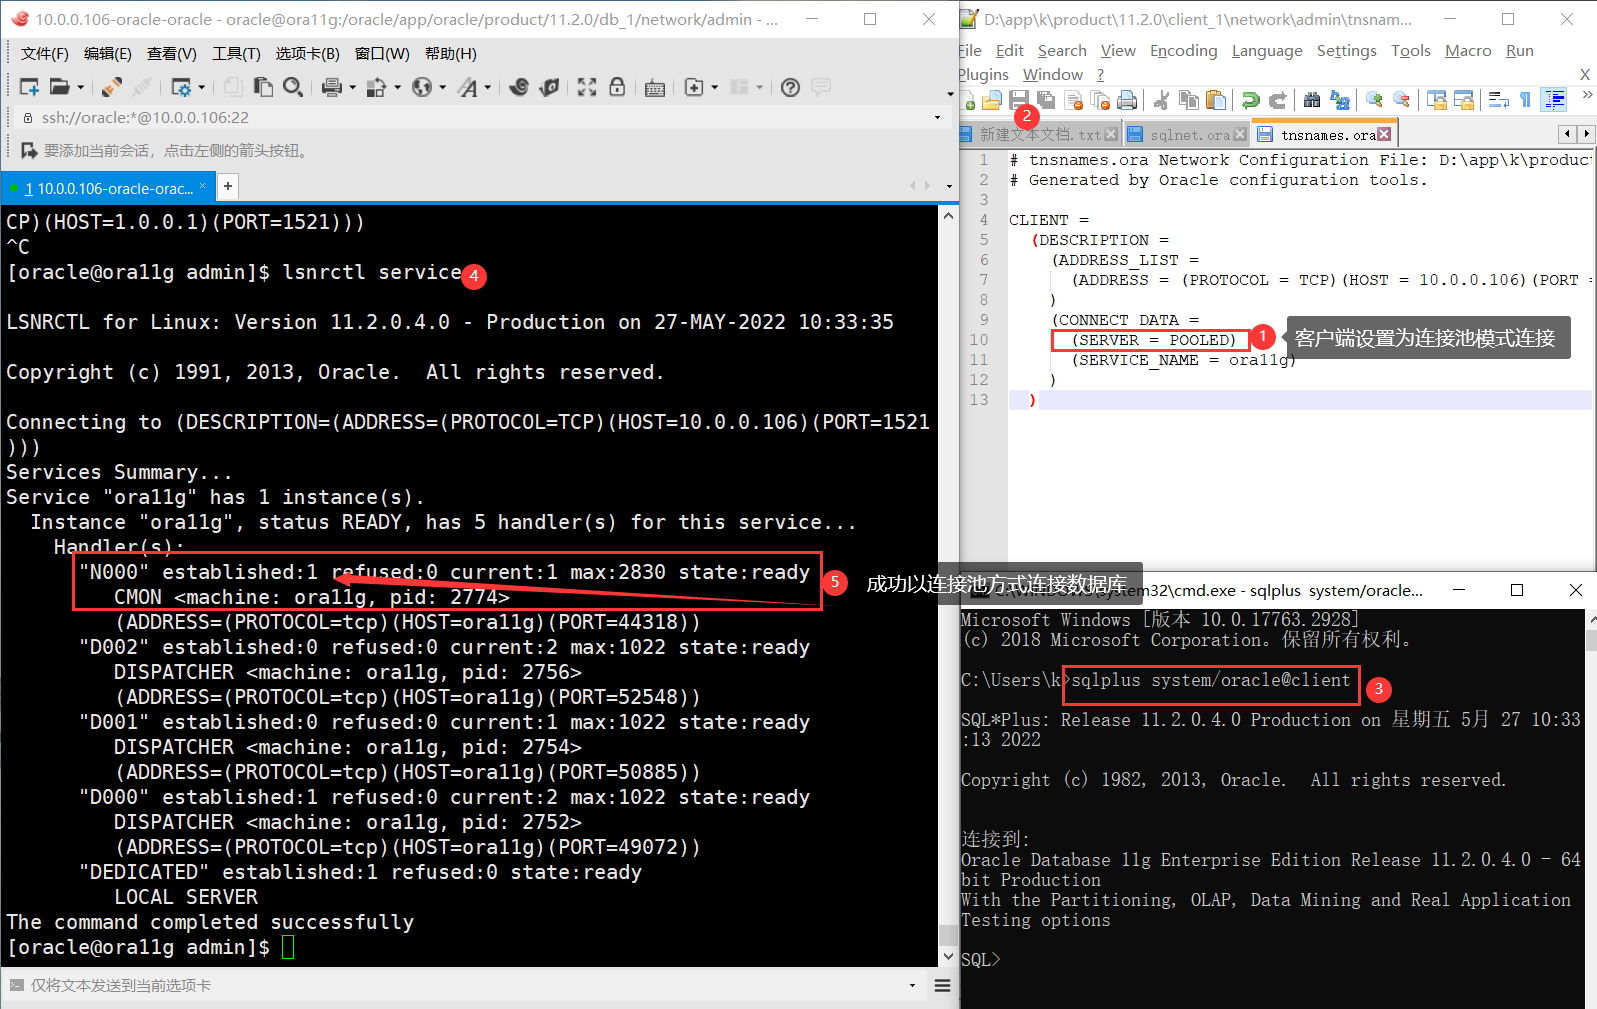 10.0.0.106-oracle-oracle - oracle@ora11g:/oracle/app/oracle/product/11.2.0/db_1/network/admin - ...
文件(F) 编辑(E) 查看(V) 工具(T) 选项卡(B) 窗口(W) 帮助(H)
ssh://oracle:*@10.0.0.106:22
要添加当前会话，点击左侧的箭头按钮。
1 10.0.0.106-oracle-orac...
CP)(HOST=1.0.0.1)(PORT=1521)))
^C
[oracle@ora11g admin]$ lsnrctl service
4
LSNRCTL for Linux: Version 11.2.0.4.0 - Production on 27-MAY-2022 10:33:35
Copyright (c) 1991, 2013, Oracle.  All rights reserved.
Connecting to (DESCRIPTION=(ADDRESS=(PROTOCOL=TCP)(HOST=10.0.0.106)(PORT=1521
)))
Services Summary...
Service "ora11g" has 1 instance(s).
Instance "ora11g", status READY, has 5 handler(s) for this service...
Handler(s):
"N000" established:1 refused:0 current:1 max:2830 state:ready
CMON <machine: ora11g, pid: 2774>
(ADDRESS=(PROTOCOL=tcp)(HOST=ora11g)(PORT=44318))
"D002" established:0 refused:0 current:2 max:1022 state:ready
DISPATCHER <machine: ora11g, pid: 2756>
(ADDRESS=(PROTOCOL=tcp)(HOST=ora11g)(PORT=52548))
"D001" established:0 refused:0 current:1 max:1022 state:ready
DISPATCHER <machine: ora11g, pid: 2754>
(ADDRESS=(PROTOCOL=tcp)(HOST=ora11g)(PORT=50885))
"D000" established:1 refused:0 current:2 max:1022 state:ready
DISPATCHER <machine: ora11g, pid: 2752>
(ADDRESS=(PROTOCOL=tcp)(HOST=ora11g)(PORT=49072))
"DEDICATED" established:1 refused:0 state:ready
LOCAL SERVER
The command completed successfully
[oracle@ora11g admin]$
仅将文本发送到当前选项卡
5
成功以连接池方式连接数据库
D:\app\k\product\11.2.0\client_1\network\admin\tnsnam...
File Edit Search View Encoding Language Settings Tools Macro Run
Plugins Window ? X
2
新建文本文档.txt sqlnet.ora tnsnames.ora
1 # tnsnames.ora Network Configuration File: D:\app\k\produc
2 # Generated by Oracle configuration tools.
3
4 CLIENT =
5 (DESCRIPTION =
6 (ADDRESS_LIST =
7 (ADDRESS = (PROTOCOL = TCP)(HOST = 10.0.0.106)(PORT =
8 )
9 (CONNECT_DATA =
10 (SERVER = POOLED)
11 (SERVICE_NAME = ora11g)
12 )
13 )
1
客户端设置为连接池模式连接
C:\WINDOWS\system32\cmd.exe - sqlplus  system/oracle...
Microsoft Windows [版本 10.0.17763.2928]
(c) 2018 Microsoft Corporation。保留所有权利。
C:\Users\k>sqlplus system/oracle@client
3
SQL*Plus: Release 11.2.0.4.0 Production on 星期五 5月 27 10:33
:13 2022
Copyright (c) 1982, 2013, Oracle.  All rights reserved.
连接到:
Oracle Database 11g Enterprise Edition Release 11.2.0.4.0 - 64
bit Production
With the Partitioning, OLAP, Data Mining and Real Application
Testing options
SQL>